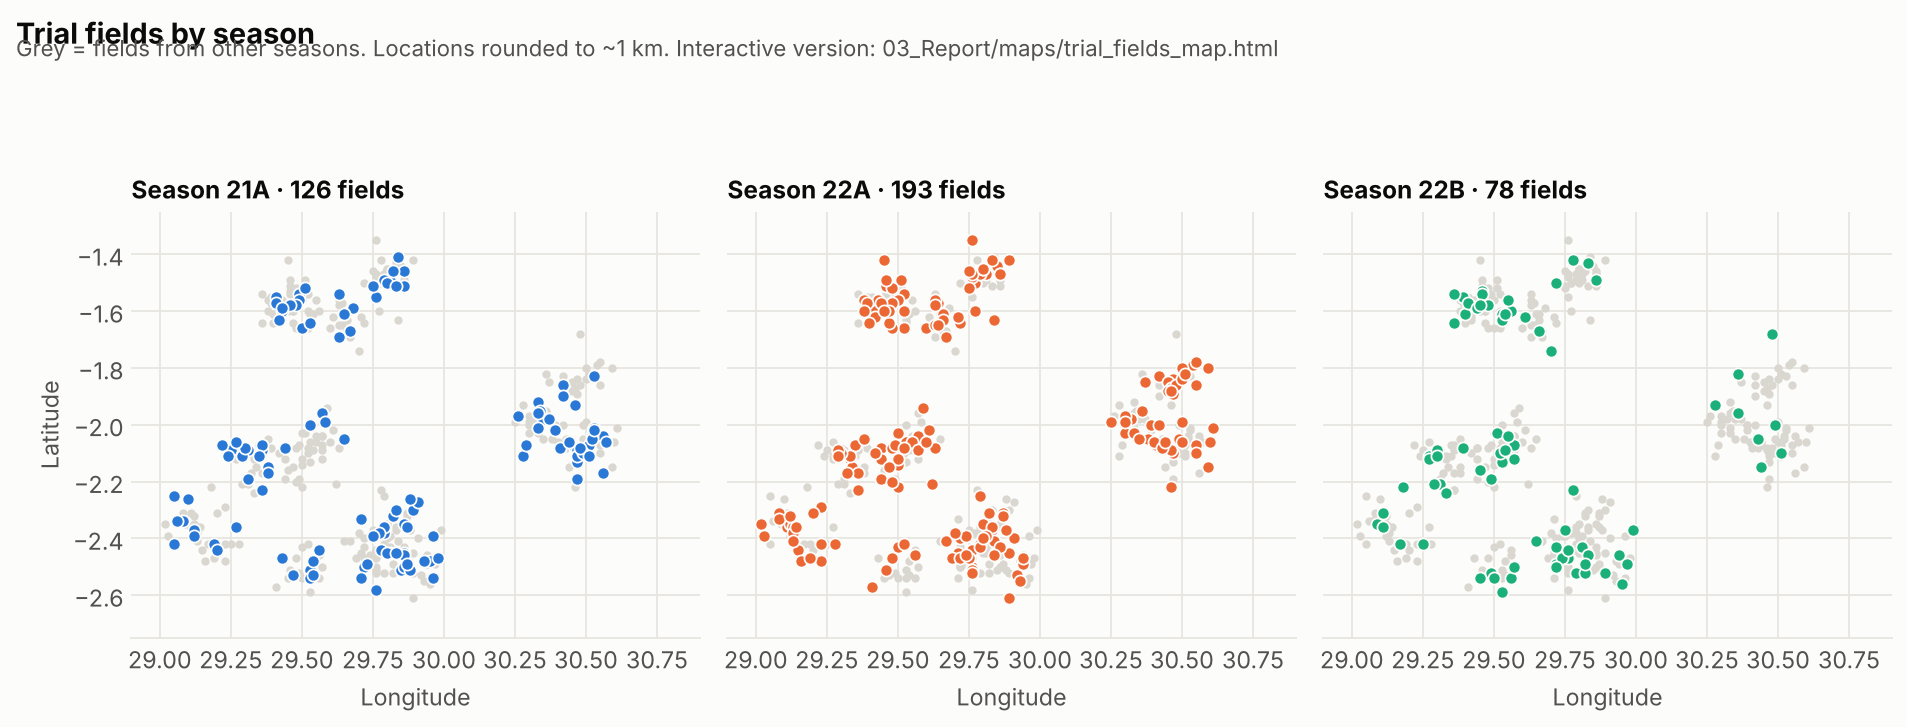 Trial fields by season
Grey = fields from other seasons. Locations rounded to ~1 km. Interactive version: 03_Report/maps/trial_fields_map.html
Season 21A · 126 fields
Season 22A · 193 fields
Season 22B · 78 fields
Latitude
−1.4
−1.6
−1.8
−2.0
−2.2
−2.4
−2.6
29.00 29.25 29.50 29.75 30.00 30.25 30.50 30.75
29.00 29.25 29.50 29.75 30.00 30.25 30.50 30.75
29.00 29.25 29.50 29.75 30.00 30.25 30.50 30.75
Longitude
Longitude
Longitude